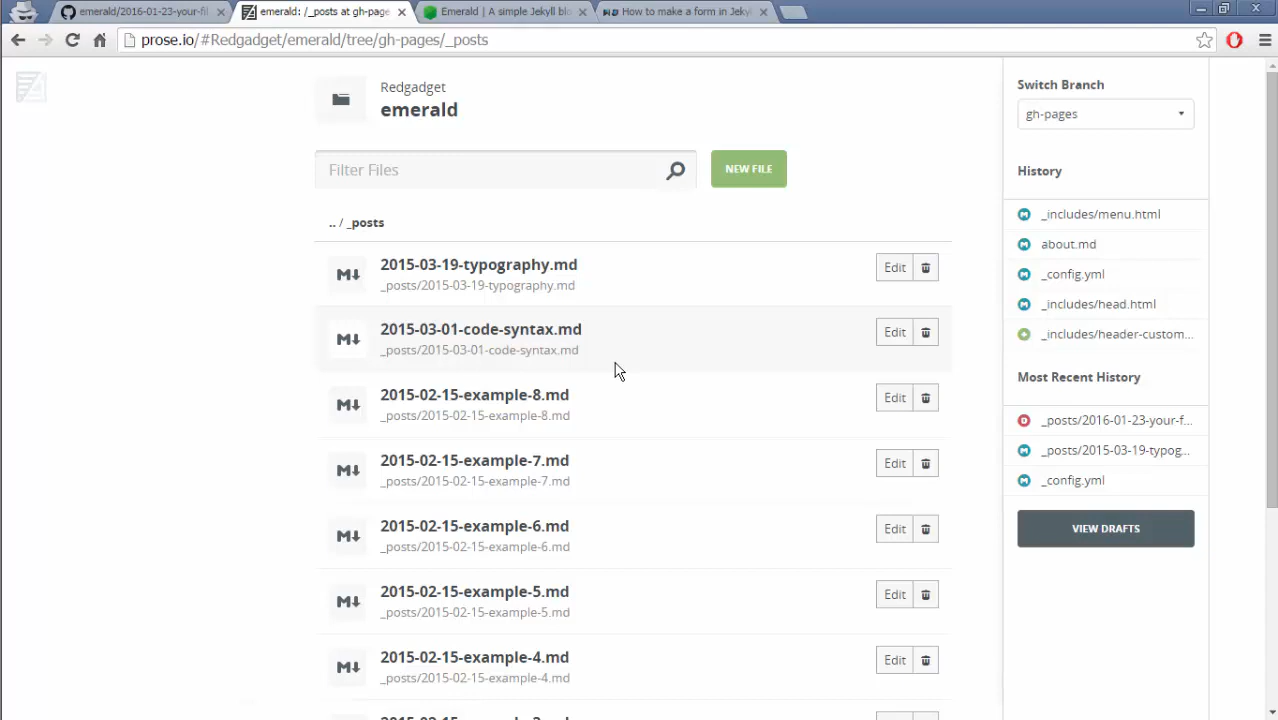 emerald/2016-01-23-your-fil
emerald: /_posts at gh-page
Emerald | A simple Jekyll blo
How to make a form in Jeky
prose.io/#Redgadget/emerald/tree/gh-pages/_posts
Redgadget
emerald
Filter Files
NEW FILE
.. / _posts
2015-03-19-typography.md
_posts/2015-03-19-typography.md
Edit
2015-03-01-code-syntax.md
_posts/2015-03-01-code-syntax.md
Edit
2015-02-15-example-8.md
_posts/2015-02-15-example-8.md
Edit
2015-02-15-example-7.md
_posts/2015-02-15-example-7.md
Edit
2015-02-15-example-6.md
_posts/2015-02-15-example-6.md
Edit
2015-02-15-example-5.md
_posts/2015-02-15-example-5.md
Edit
2015-02-15-example-4.md
_posts/2015-02-15-example-4.md
Edit
Switch Branch
gh-pages
History
_includes/menu.html
about.md
_config.yml
_includes/head.html
_includes/header-custom...
Most Recent History
_posts/2016-01-23-your-f...
_posts/2015-03-19-typog...
_config.yml
VIEW DRAFTS